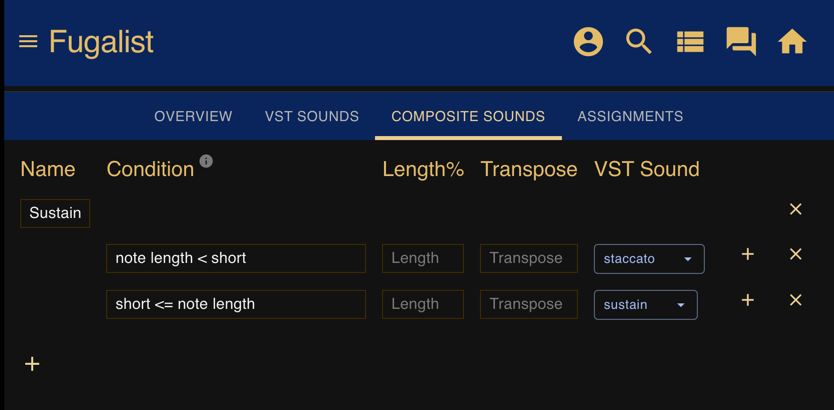 Fugalist
OVERVIEW VST SOUNDS COMPOSITE SOUNDS ASSIGNMENTS
Name Condition Length% Transpose VST Sound
Sustain
note length < short Length Transpose staccato
short <= note length Length Transpose sustain